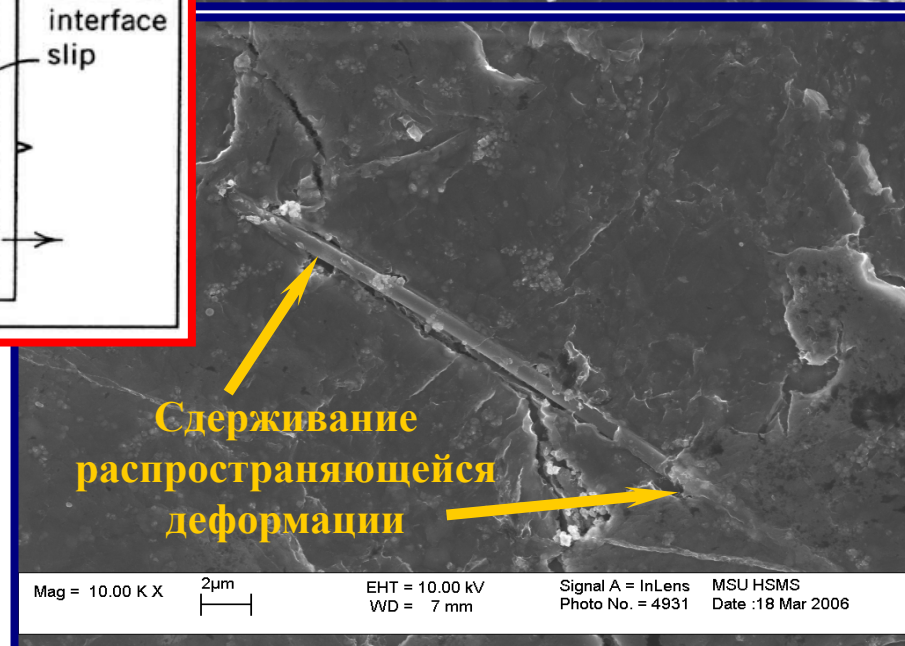 interface
slip
Сдерживание
распространяющейся
деформации
Mag = 10.00 K X
2µm
EHT = 10.00 kV
WD = 7 mm
Signal A = InLens
Photo No. = 4931
MSU HSMS
Date :18 Mar 2006